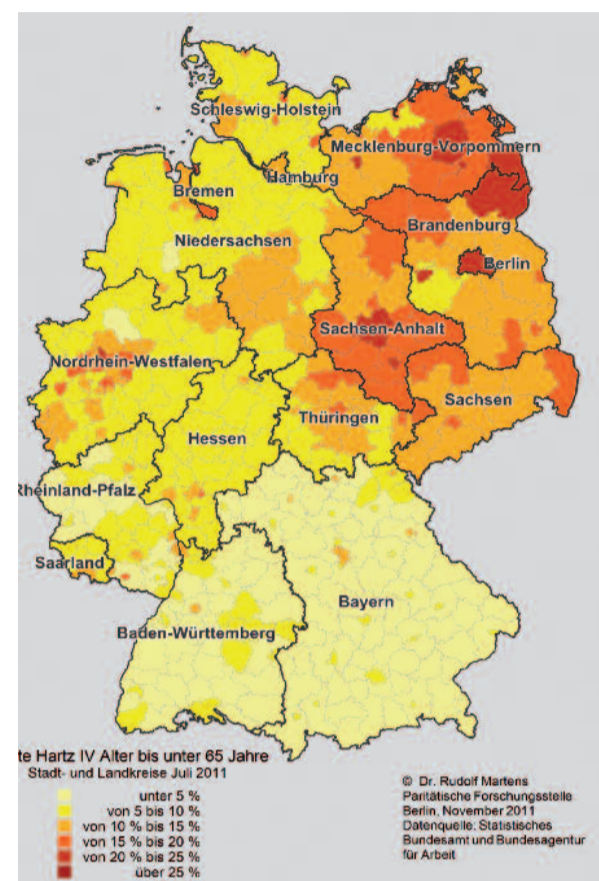 Schleswig-Holstein
Mecklenburg-Vorpommern
Hamburg
Bremen
Brandenburg
Niedersachsen
Berlin
Sachsen-Anhalt
Nordrhein-Westfalen
Sachsen
Thüringen
Hessen
Rheinland-Pfalz
Saarland
Bayern
Baden-Württemberg
te Hartz IV Alter bis unter 65 Jahre
Stadt- und Landkreise Juli 2011
unter 5 %
von 5 bis 10 %
von 10 % bis 15 %
von 15 % bis 20 %
von 20 % bis 25 %
über 25 %
© Dr. Rudolf Martens
Paritätische Forschungsstelle
Berlin, November 2011
Datenquelle: Statistisches
Bundesamt und Bundesagentur
für Arbeit